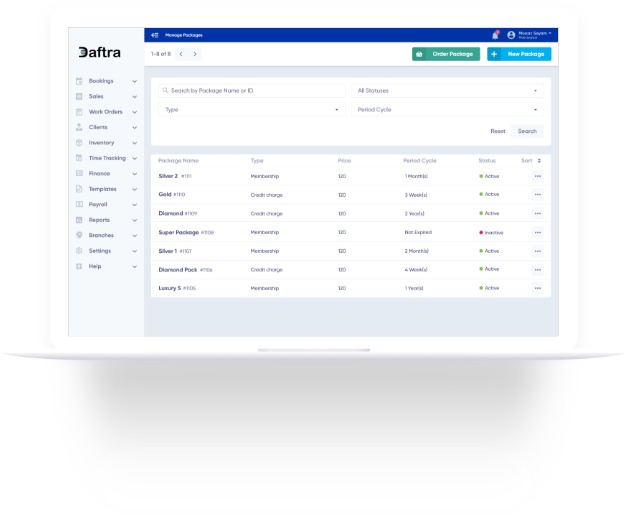 Manage Packages
Moaaz Sayam
Main branch
Daftra
1-8 of 8
Order Package
New Package
Bookings
Sales
Work Orders
Clients
Inventory
Time Tracking
Finance
Templates
Payroll
Reports
Branches
Settings
Help
Search by Package Name or ID
All Statuses
Type
Period Cycle
Reset
Search
Package Name Type Price Period Cycle Status Sort
Silver 2 #1111 Membership 120 1 Month(s) Active
Gold #1110 Credit charge 120 3 Week(s) Active
Diamond #1109 Credit charge 120 2 Year(s) Active
Super Package #1108 Membership 120 Not Expired Inactive
Silver 1 #1107 Membership 120 2 Month(s) Active
Diamond Pack #1106 Credit charge 120 4 Week(s) Active
Luxury 5 #1105 Membership 120 1 Year(s) Active